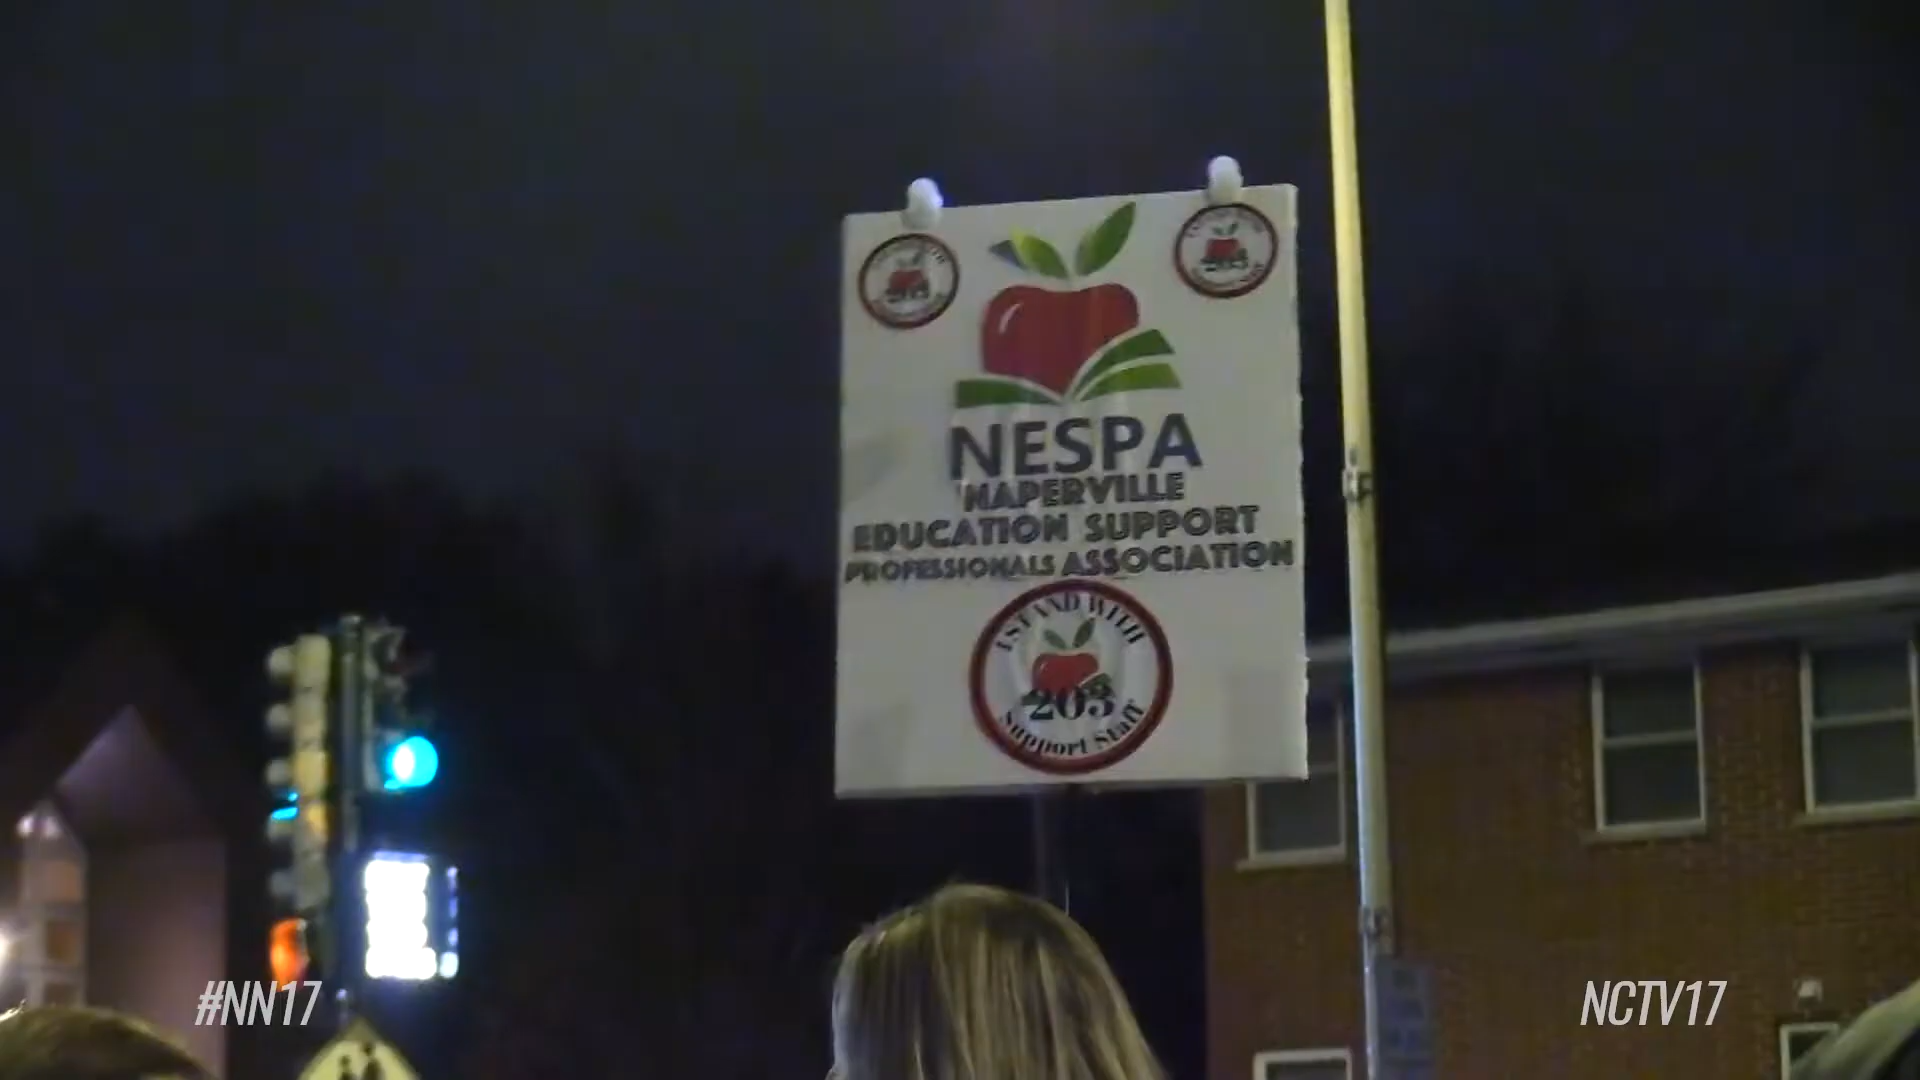 NESPA
NAPERVILLE
EDUCATION SUPPORT
PROFESSIONALS ASSOCIATION
I STAND WITH
203
Support Staff
#NN17
NCTV17